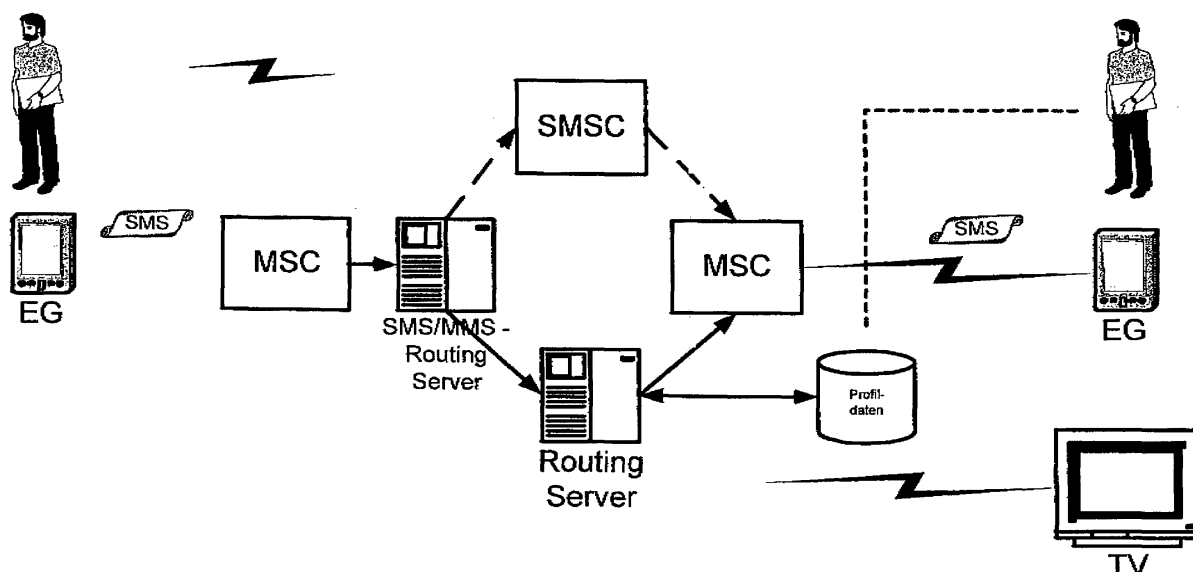 SMSC
SMS
SMS
MSC
MSC
EG
EG
SMS/MMS -
Routing
Server
Profil-
daten
Routing
Server
TV